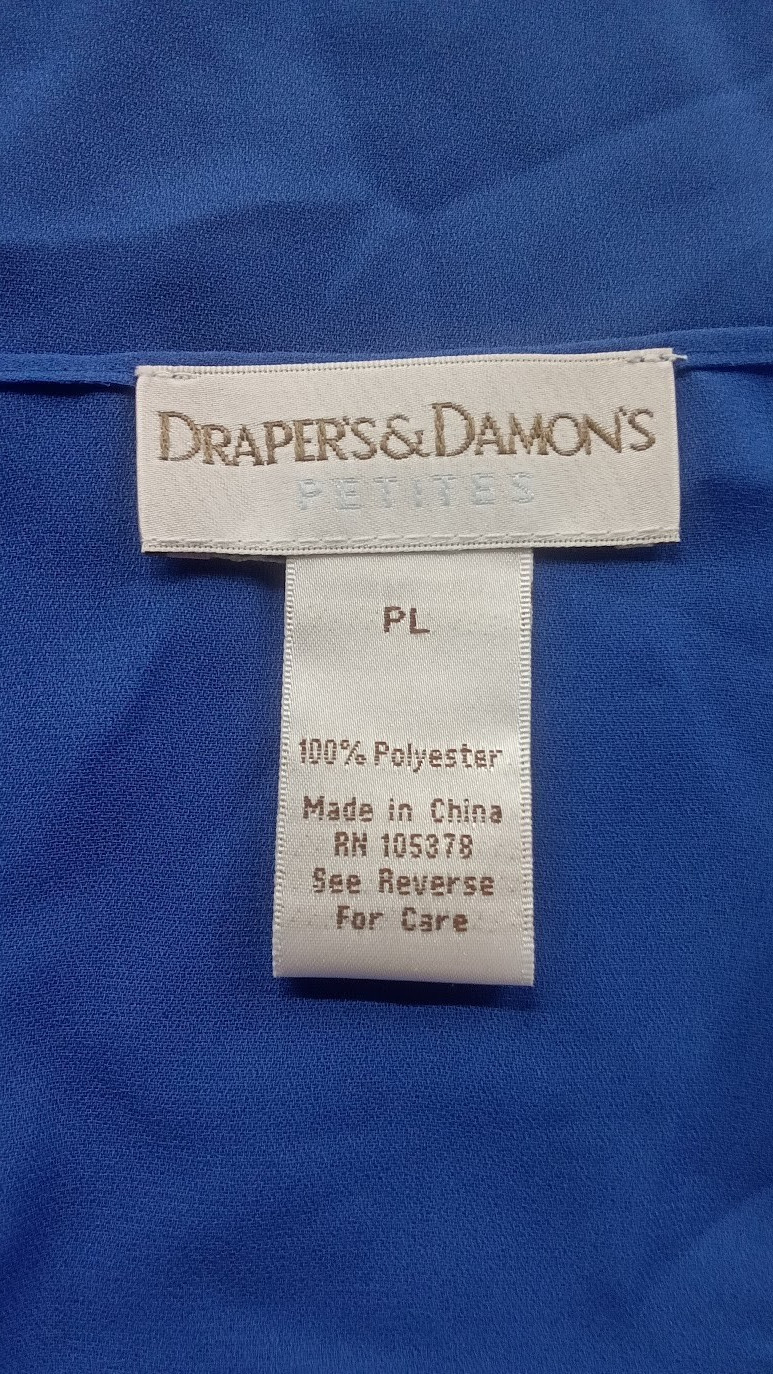 DRAPER'S & DAMON'S
PETITES
PL
100% Polyester
Made in China
RN 105378
See Reverse
For Care